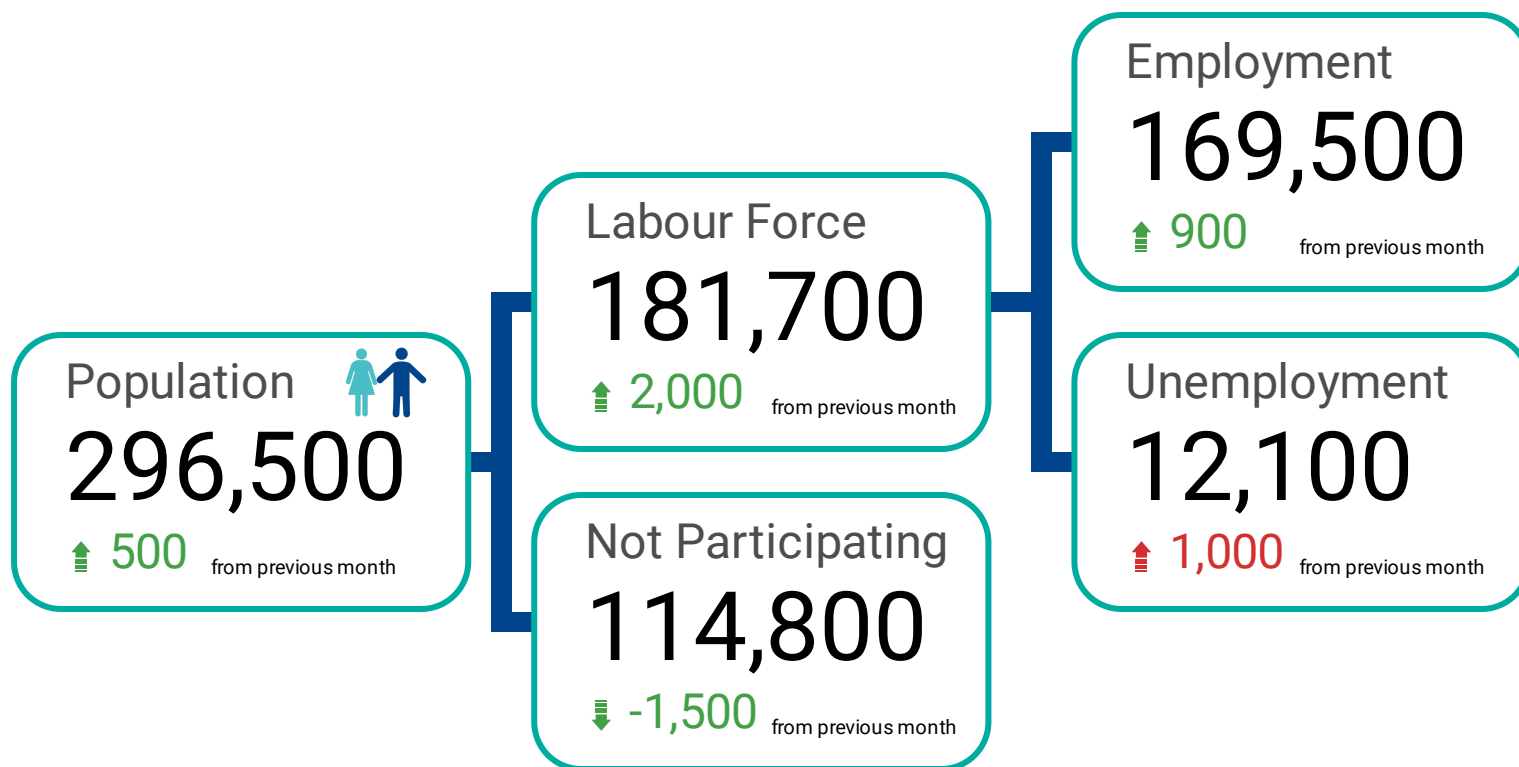 Population
296,500
500 from previous month
Labour Force
181,700
2,000 from previous month
Not Participating
114,800
-1,500 from previous month
Employment
169,500
900 from previous month
Unemployment
12,100
1,000 from previous month